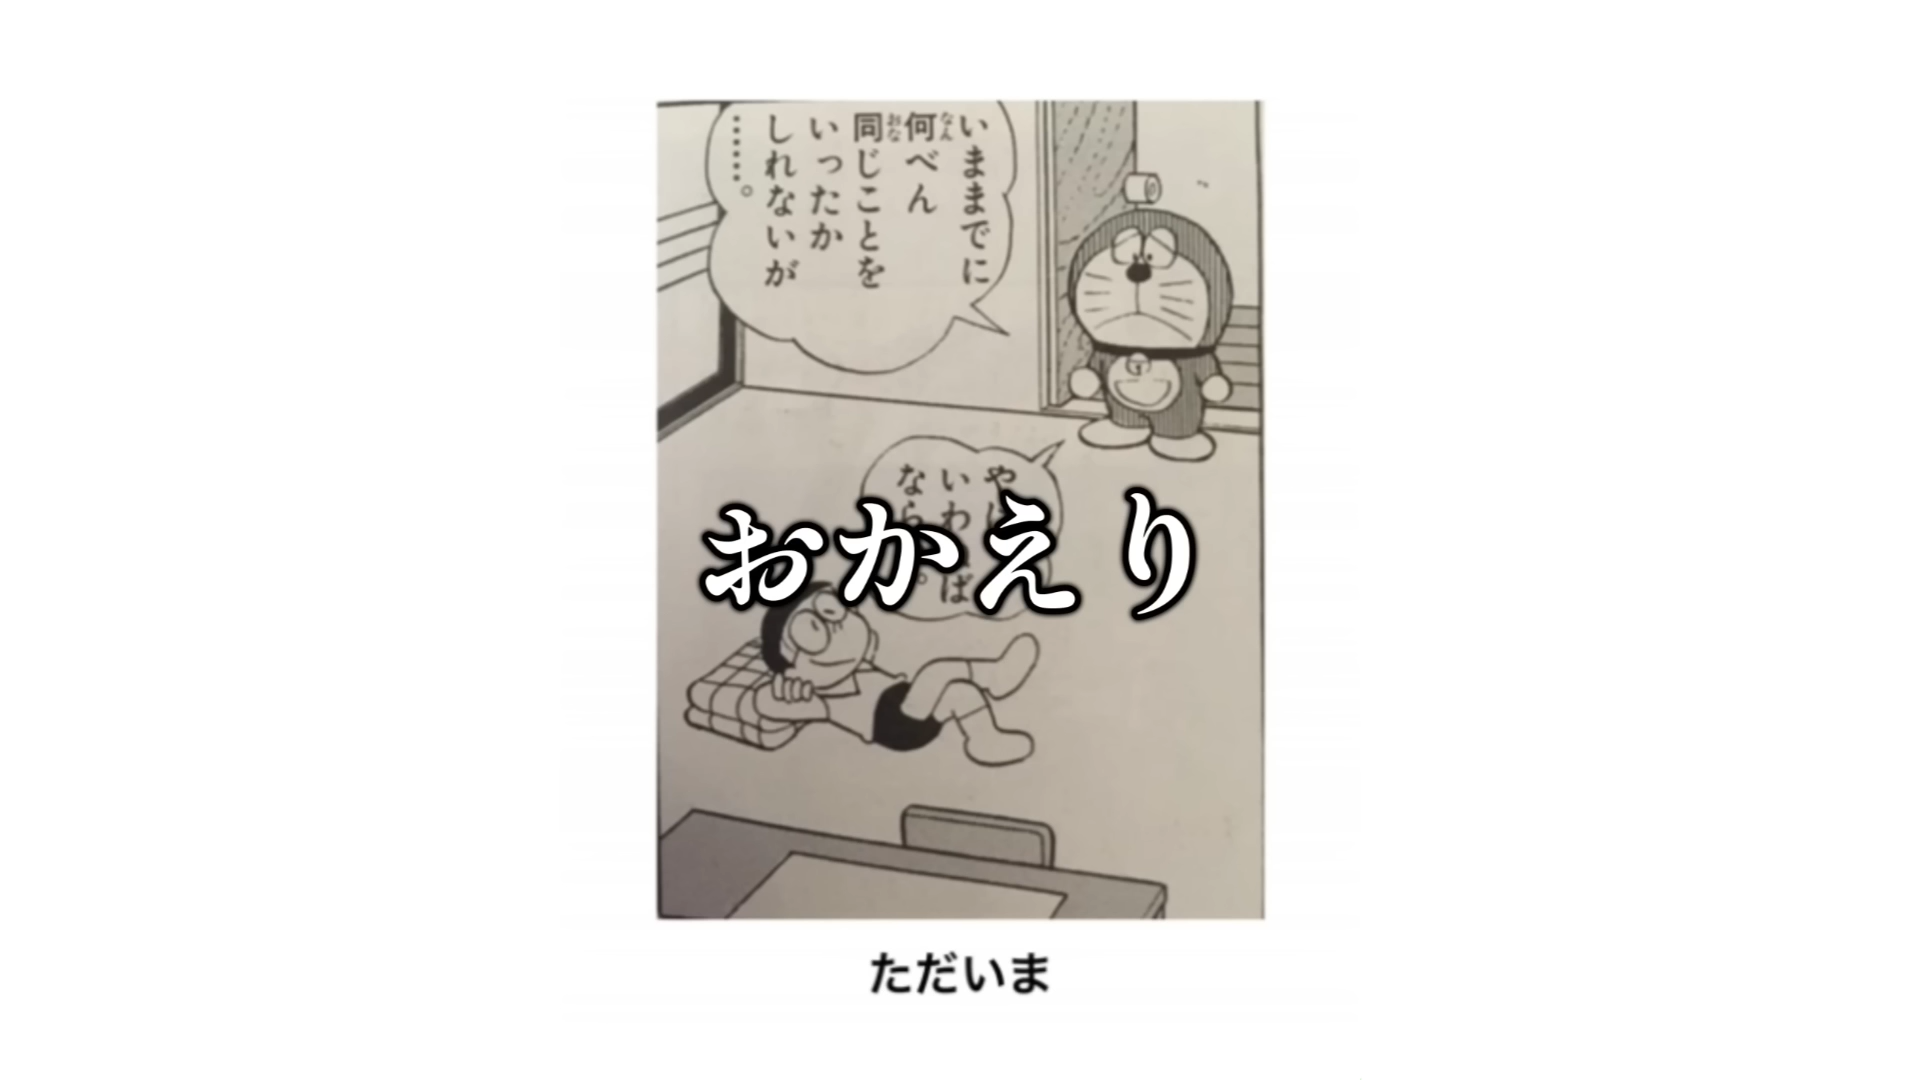 いままでに
何べん
同じことを
いったか
しれないが
……。
おかえり
ただいま